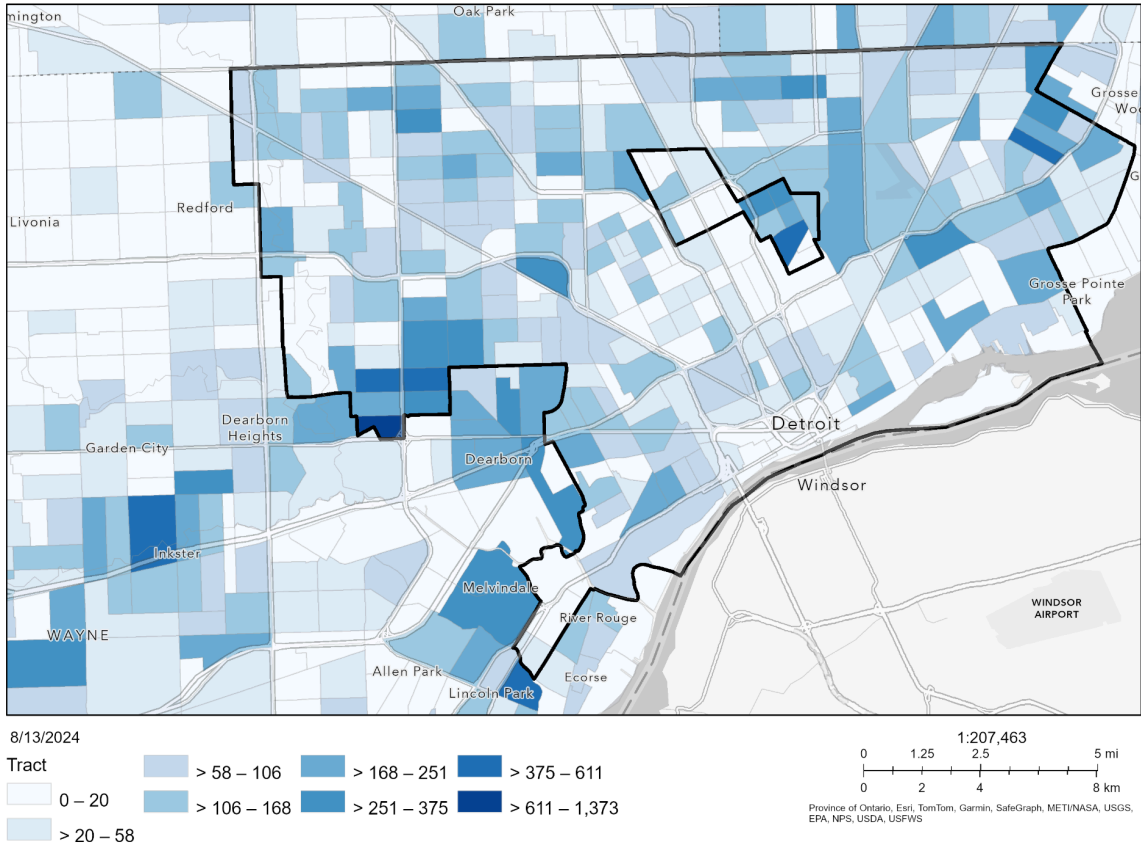 mington
Oak Park
Grosse
Woo
G
Redford
Livonia
Grosse Pointe
Park
Dearborn
Heights
Garden City
Detroit
Dearborn
Windsor
Inkster
Melvindale
River Rouge
WINDSOR
AIRPORT
WAYNE
Allen Park
Ecorse
Lincoln Park
8/13/2024
Tract
0 – 20
> 20 – 58
> 58 – 106
> 106 – 168
> 168 – 251
> 251 – 375
> 375 – 611
> 611 – 1,373
1:207,463
0 1.25 2.5 5 mi
0 2 4 8 km
Province of Ontario, Esri, TomTom, Garmin, SafeGraph, METI/NASA, USGS,
EPA, NPS, USDA, USFWS